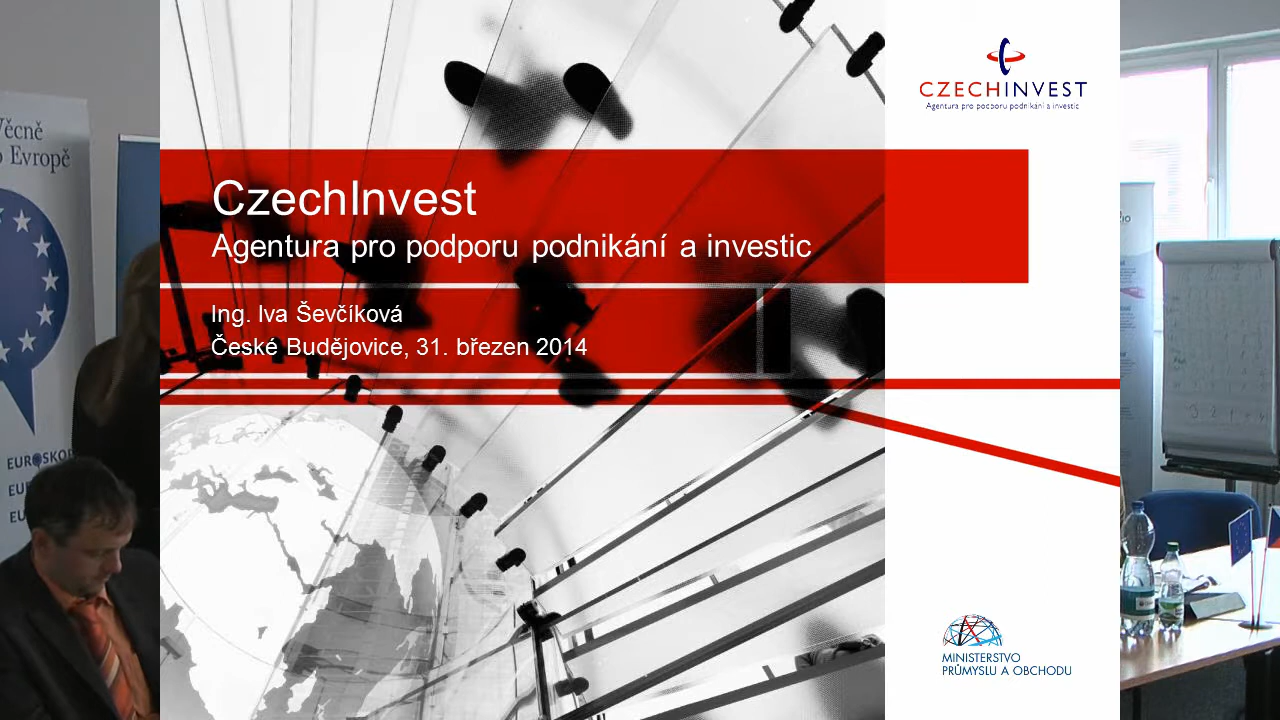 Věcně
o Evropě
EUROSKOP
CZECHINVEST
Agentura pro podporu podnikání a investic
CzechInvest
Agentura pro podporu podnikání a investic
Ing. Iva Ševčíková
České Budějovice, 31. březen 2014
MINISTERSTVO
PRŮMYSLU A OBCHODU